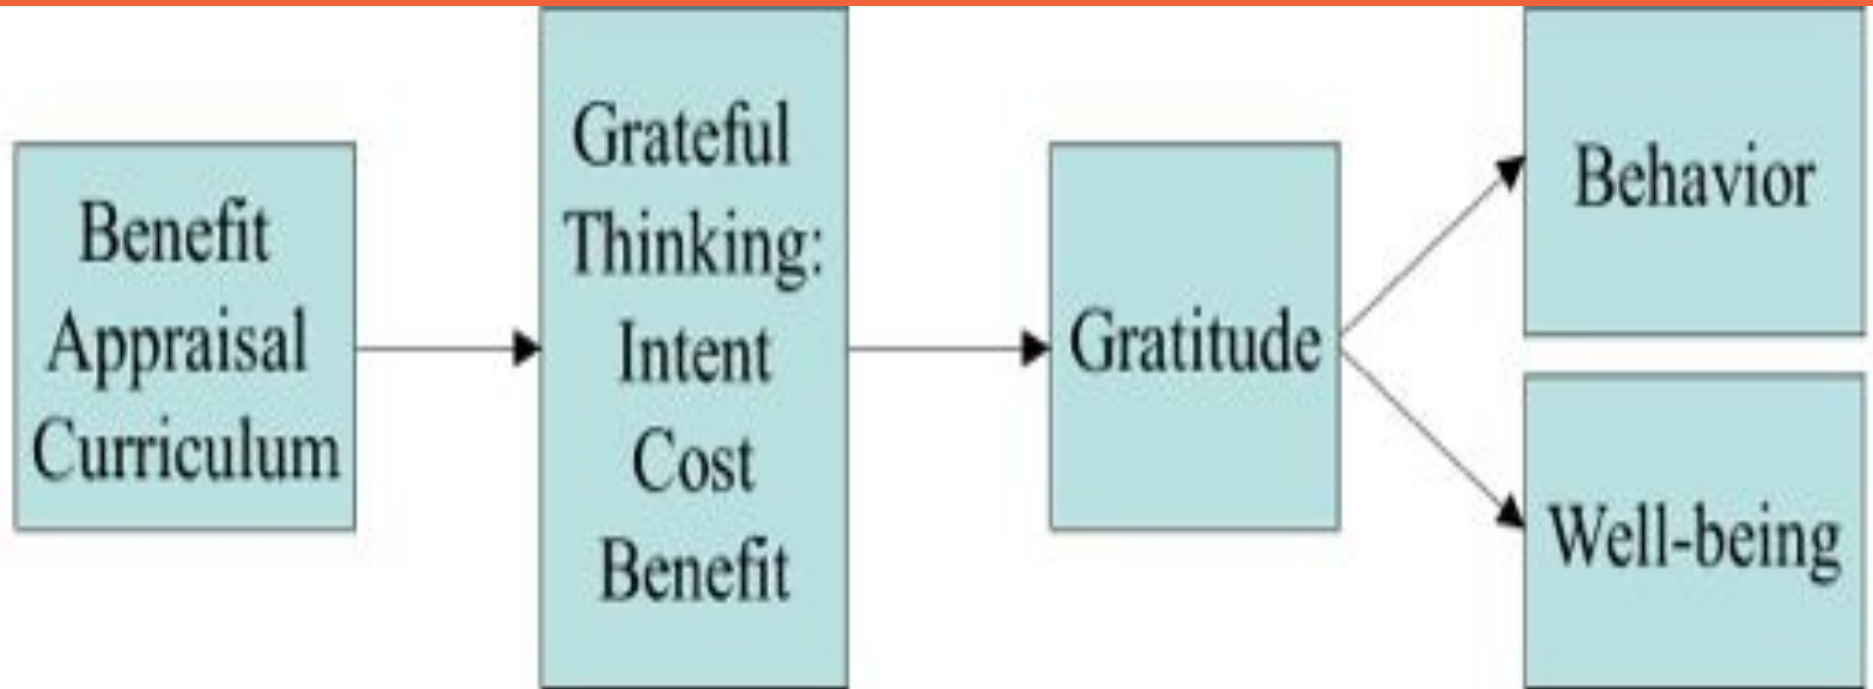 Benefit
Appraisal
Curriculum
Grateful
Thinking:
Intent
Cost
Benefit
Gratitude
Behavior
Well-being